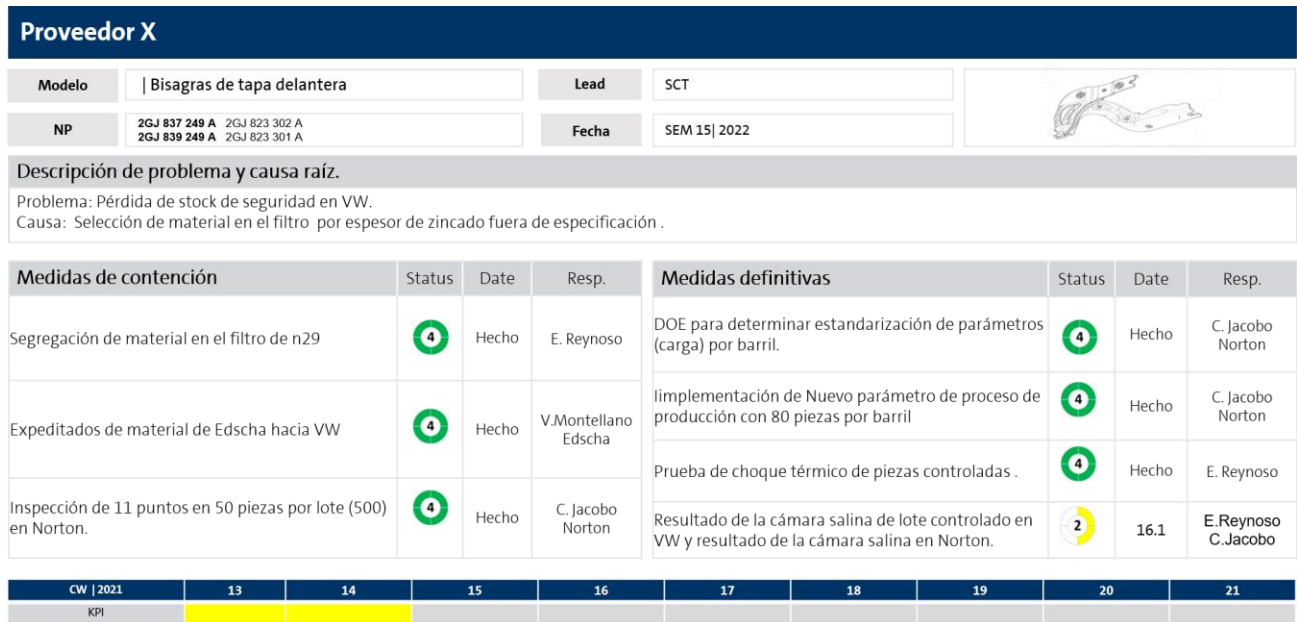 Proveedor X
Modelo
| Bisagras de tapa delantera
Lead
SCT
NP
2GJ 837 249 A 2GJ 823 302 A
2GJ 839 249 A 2GJ 823 301 A
Fecha
SEM 15| 2022
Descripción de problema y causa raíz.
Problema: Pérdida de stock de seguridad en VW.
Causa: Selección de material en el filtro por espesor de zincado fuera de especificación .
Medidas de contención Status Date Resp.
Segregación de material en el filtro de n29 4 Hecho E. Reynoso
Expeditados de material de Edscha hacia VW 4 Hecho V.Montellano
Edscha
Inspección de 11 puntos en 50 piezas por lote (500)
en Norton.
4 Hecho C. Jacobo
Norton
Medidas definitivas Status Date Resp.
DOE para determinar estandarización de parámetros
(carga) por barril.
4 Hecho C. Jacobo
Norton
Iimplementación de Nuevo parámetro de proceso de
producción con 80 piezas por barril
4 Hecho C. Jacobo
Norton
Prueba de choque térmico de piezas controladas . 4 Hecho E. Reynoso
Resultado de la cámara salina de lote controlado en
VW y resultado de la cámara salina en Norton.
2 16.1 E.Reynoso
C.Jacobo
CW | 2021 13 14 15 16 17 18 19 20 21
KPI